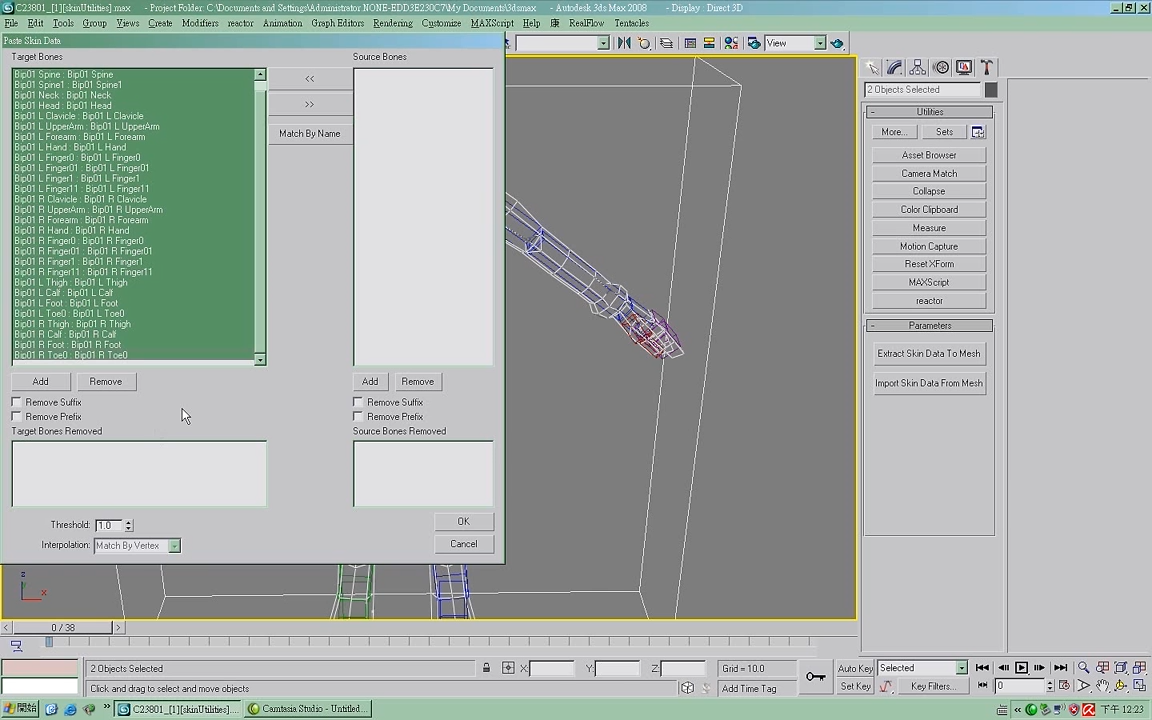 C23801_[1][skinUtilities].max - Project Folder: C:\Documents and Settings\Administrator NONE-EDD3E230C7\My Documents\3dsmax - Autodesk 3ds Max 2008 - Display : Direct 3D
File Edit Tools Group Views Create Modifiers reactor Animation Graph Editors Rendering Customize MAXScript Help 康 RealFlow Tentacles
Paste Skin Data
View
Target Bones
Source Bones
Bip01 Spine : Bip01 Spine
Bip01 Spine1 : Bip01 Spine1
Bip01 Neck : Bip01 Neck
Bip01 Head : Bip01 Head
Bip01 L Clavicle : Bip01 L Clavicle
Bip01 L UpperArm : Bip01 L UpperArm
Bip01 L Forearm : Bip01 L Forearm
Bip01 L Hand : Bip01 L Hand
Bip01 L Finger0 : Bip01 L Finger0
Bip01 L Finger01 : Bip01 L Finger01
Bip01 L Finger1 : Bip01 L Finger1
Bip01 L Finger11 : Bip01 L Finger11
Bip01 R Clavicle : Bip01 R Clavicle
Bip01 R UpperArm : Bip01 R UpperArm
Bip01 R Forearm : Bip01 R Forearm
Bip01 R Hand : Bip01 R Hand
Bip01 R Finger0 : Bip01 R Finger0
Bip01 R Finger01 : Bip01 R Finger01
Bip01 R Finger1 : Bip01 R Finger1
Bip01 R Finger11 : Bip01 R Finger11
Bip01 L Thigh : Bip01 L Thigh
Bip01 L Calf : Bip01 L Calf
Bip01 L Foot : Bip01 L Foot
Bip01 L Toe0 : Bip01 L Toe0
Bip01 R Thigh : Bip01 R Thigh
Bip01 R Calf : Bip01 R Calf
Bip01 R Foot : Bip01 R Foot
Bip01 R Toe0 : Bip01 R Toe0
<<
>>
Match By Name
Add Remove
Add Remove
Remove Suffix
Remove Suffix
Remove Prefix
Remove Prefix
Target Bones Removed
Source Bones Removed
Threshold: 1.0
Interpolation: Match By Vertex
OK
Cancel
2 Objects Selected
- Utilities
More... Sets
Asset Browser
Camera Match
Collapse
Color Clipboard
Measure
Motion Capture
Reset XForm
MAXScript
reactor
- Parameters
Extract Skin Data To Mesh
Import Skin Data From Mesh
z
x
< 0 / 38 >
2 Objects Selected X: Y: Z: Grid = 10.0 Auto Key Selected
Click and drag to select and move objects Add Time Tag Set Key Key Filters... 0
開始 » C23801_[1][skinUtilities].... Camtasia Studio - Untitled... « 下午 12:23